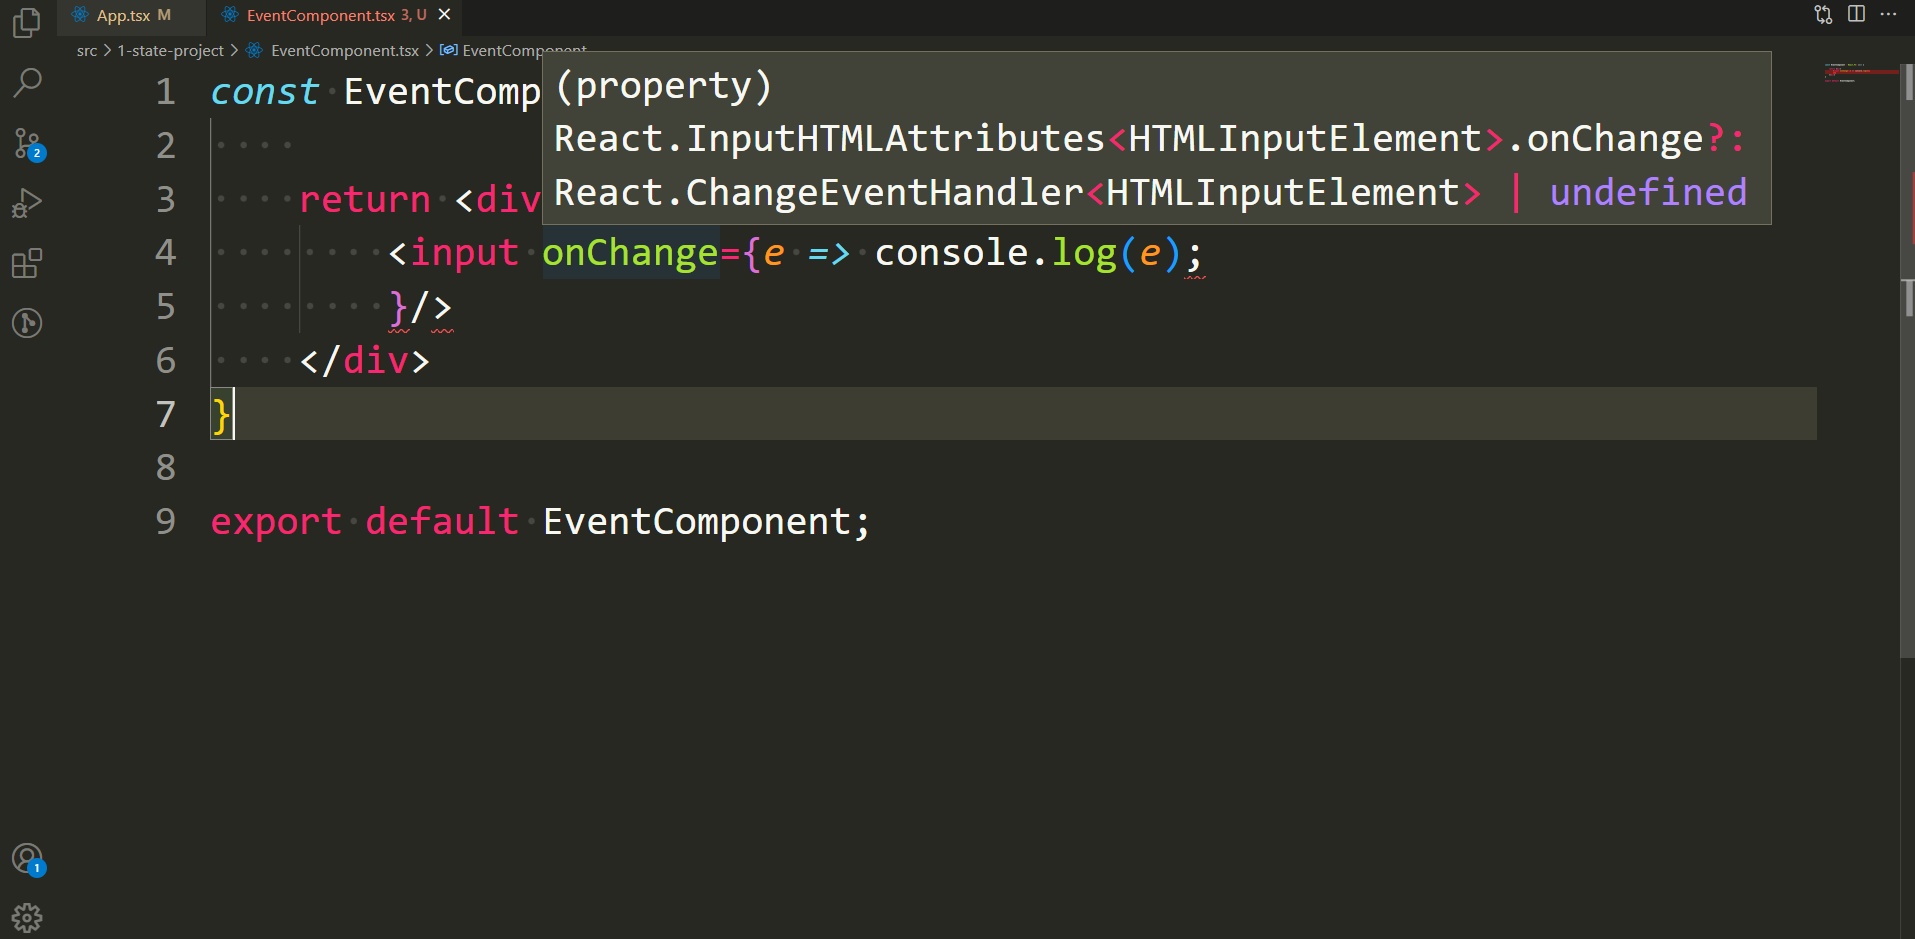 App.tsx M
EventComponent.tsx 3, U
src > 1-state-project > EventComponent.tsx > EventComponent
1 const EventComp
(property)
React.InputHTMLAttributes<HTMLInputElement>.onChange?:
React.ChangeEventHandler<HTMLInputElement> | undefined
2
3 return <div
4 <input onChange={e => console.log(e);
5 }/>
6 </div>
7 }
8
9 export default EventComponent;
2
1